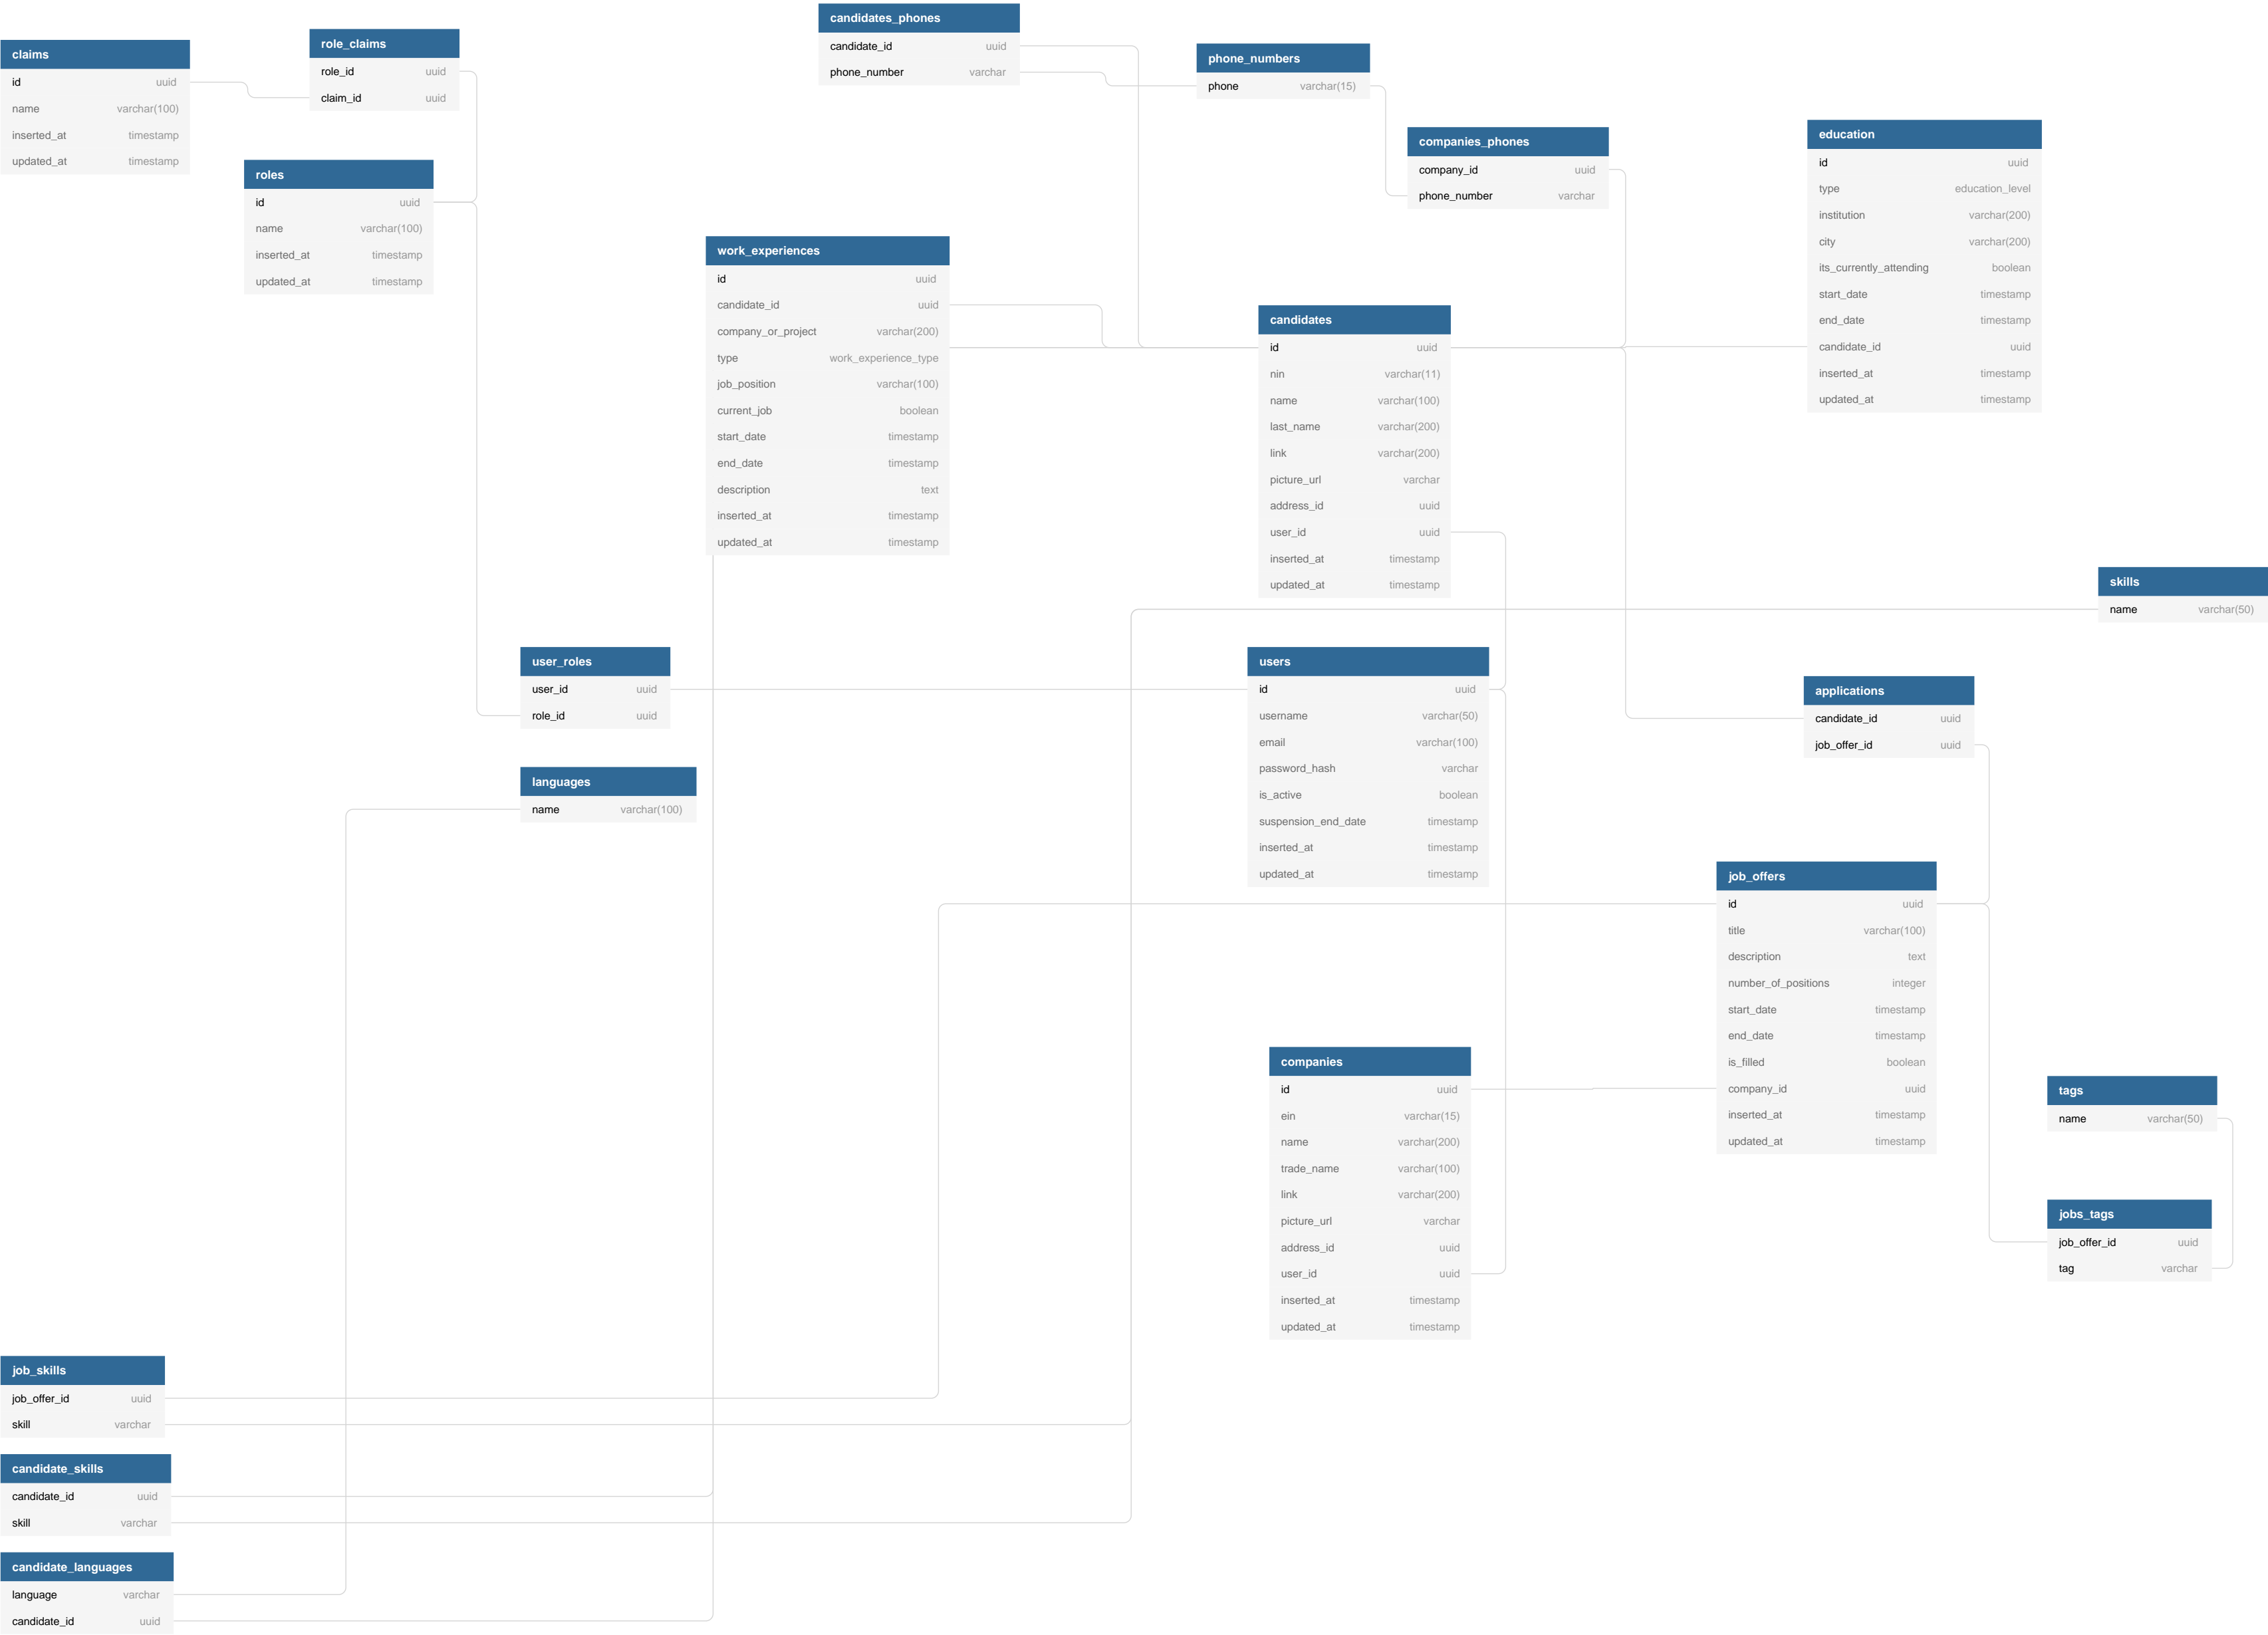 candidates_phones
candidate_id uuid
phone_number varchar
role_claims
role_id uuid
claim_id uuid
claims
id uuid
name varchar(100)
inserted_at timestamp
updated_at timestamp
phone_numbers
phone varchar(15)
companies_phones
company_id uuid
phone_number varchar
education
id uuid
type education_level
institution varchar(200)
city varchar(200)
its_currently_attending boolean
start_date timestamp
end_date timestamp
candidate_id uuid
inserted_at timestamp
updated_at timestamp
roles
id uuid
name varchar(100)
inserted_at timestamp
updated_at timestamp
work_experiences
id uuid
candidate_id uuid
company_or_project varchar(200)
type work_experience_type
job_position varchar(100)
current_job boolean
start_date timestamp
end_date timestamp
description text
inserted_at timestamp
updated_at timestamp
candidates
id uuid
nin varchar(11)
name varchar(100)
last_name varchar(200)
link varchar(200)
picture_url varchar
address_id uuid
user_id uuid
inserted_at timestamp
updated_at timestamp
skills
name varchar(50)
user_roles
user_id uuid
role_id uuid
users
id uuid
username varchar(50)
email varchar(100)
password_hash varchar
is_active boolean
suspension_end_date timestamp
inserted_at timestamp
updated_at timestamp
applications
candidate_id uuid
job_offer_id uuid
languages
name varchar(100)
job_offers
id uuid
title varchar(100)
description text
number_of_positions integer
start_date timestamp
end_date timestamp
is_filled boolean
company_id uuid
inserted_at timestamp
updated_at timestamp
companies
id uuid
ein varchar(15)
name varchar(200)
trade_name varchar(100)
link varchar(200)
picture_url varchar
address_id uuid
user_id uuid
inserted_at timestamp
updated_at timestamp
tags
name varchar(50)
jobs_tags
job_offer_id uuid
tag varchar
job_skills
job_offer_id uuid
skill varchar
candidate_skills
candidate_id uuid
skill varchar
candidate_languages
language varchar
candidate_id uuid